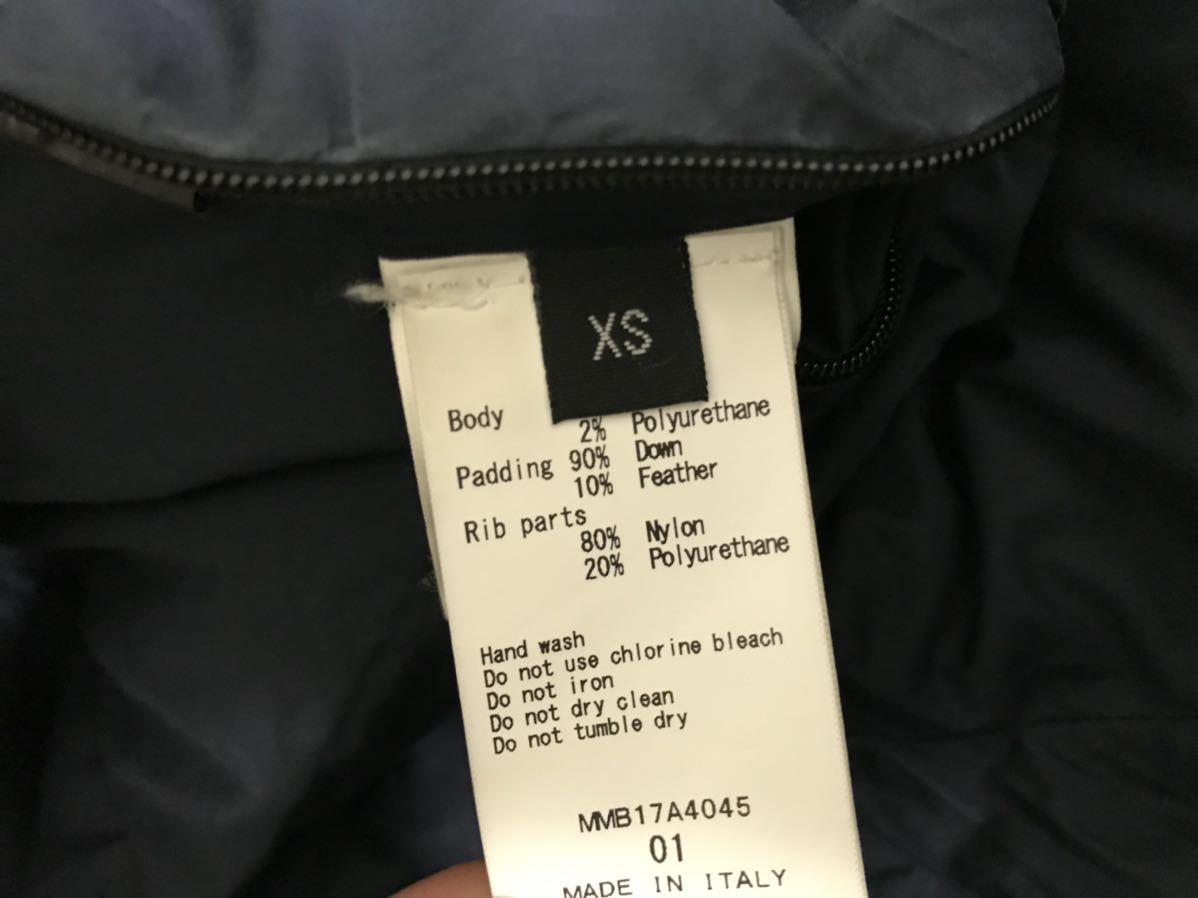 XS
Body
2% Polyurethane
Padding 90% Down
10% Feather
Rib parts
80% Nylon
20% Polyurethane
Hand wash
Do not use chlorine bleach
Do not iron
Do not dry clean
Do not tumble dry
MMB17A4045
01
MADE IN ITALY